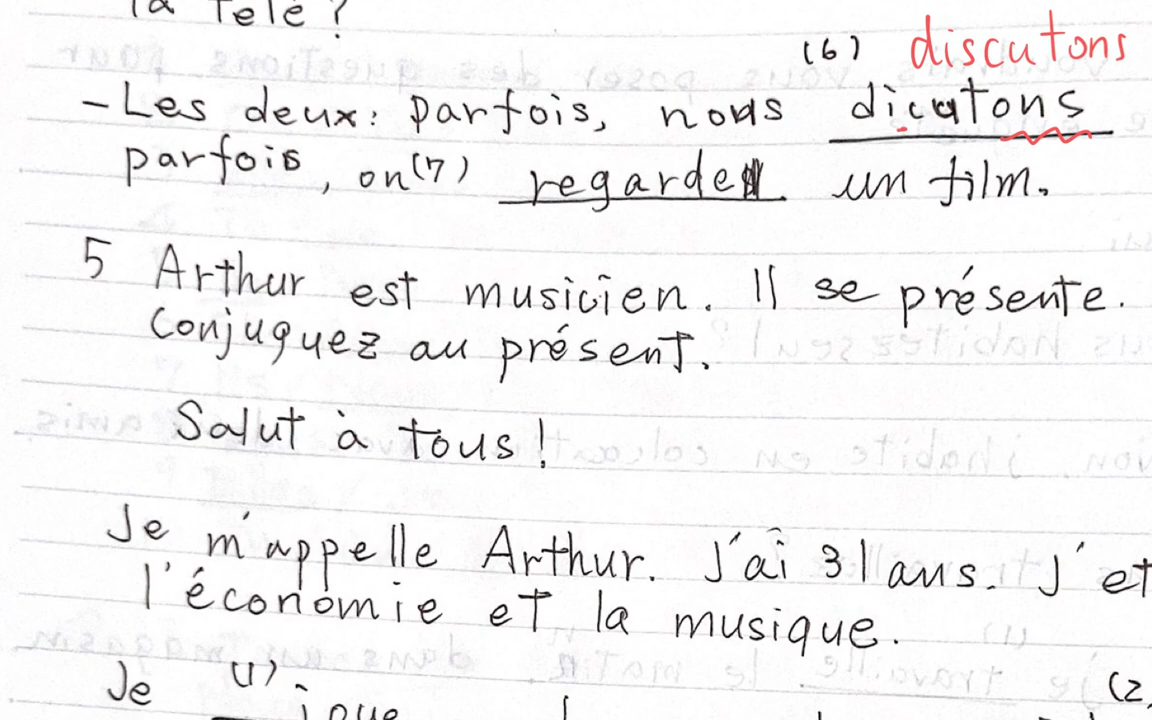 la Télé ?
(6) discutons
- Les deux : parfois, nous dicutons
parfois, on (7) regarde un film.
5 Arthur est musicien. Il se présente.
Conjuguez au présent.
Salut à tous !
Je m'appelle Arthur. J'ai 31 ans. J'et
l'économie et la musique.
Je (1) joue (2